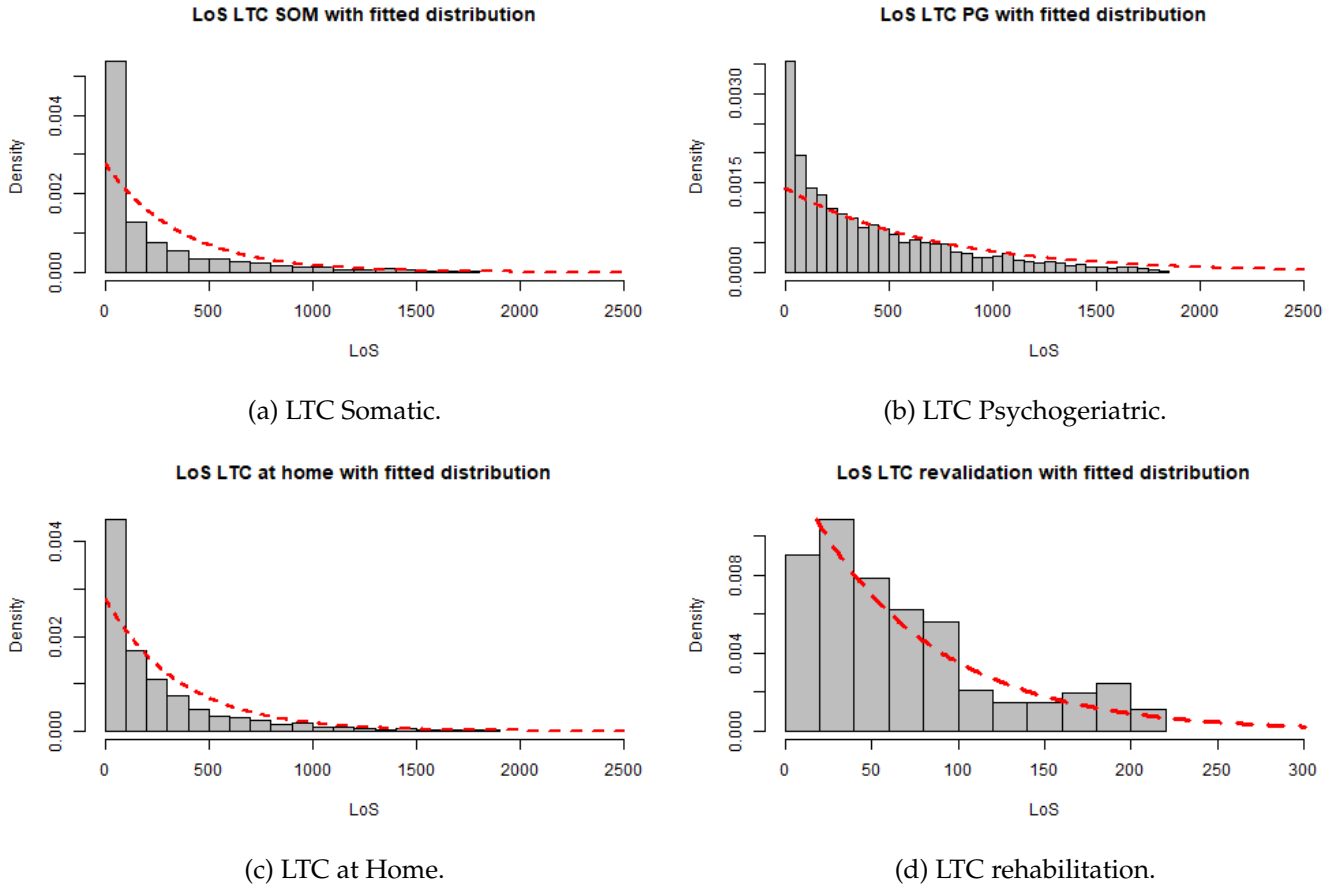 LoS LTC SOM with fitted distribution
Density
0.000 0.002 0.004
0 500 1000 1500 2000 2500
LoS
(a) LTC Somatic.
LoS LTC PG with fitted distribution
Density
0.0000 0.0015 0.0030
0 500 1000 1500 2000 2500
LoS
(b) LTC Psychogeriatric.
LoS LTC at home with fitted distribution
Density
0.000 0.002 0.004
0 500 1000 1500 2000 2500
LoS
(c) LTC at Home.
LoS LTC revalidation with fitted distribution
Density
0.000 0.004 0.008
0 50 100 150 200 250 300
LoS
(d) LTC rehabilitation.